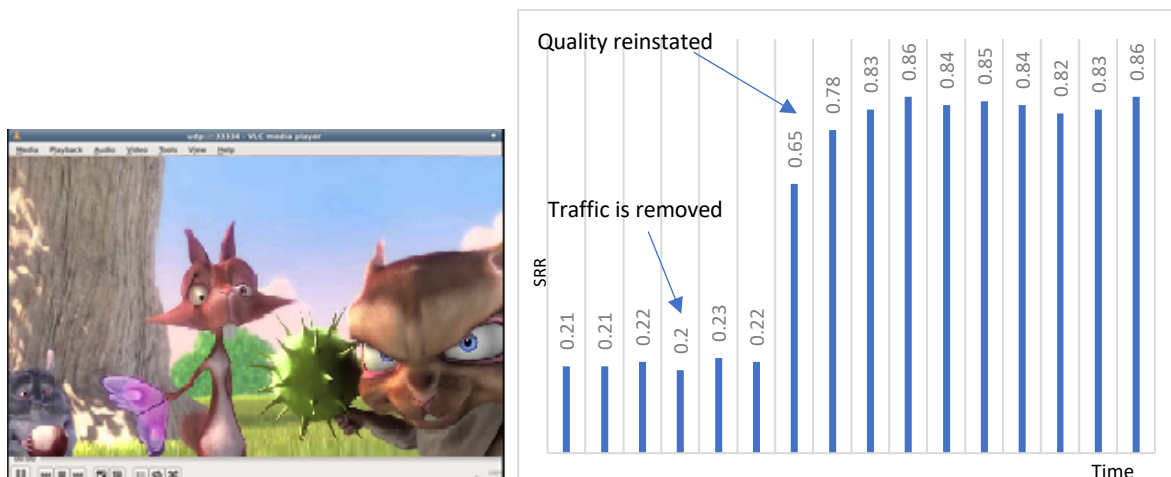 udp://@:33334 - VLC media player
Media Playback Audio Video Tools View Help
Quality reinstated
Traffic is removed
SRR
0.21
0.21
0.22
0.2
0.23
0.22
0.65
0.78
0.83
0.86
0.84
0.85
0.84
0.82
0.83
0.86
Time